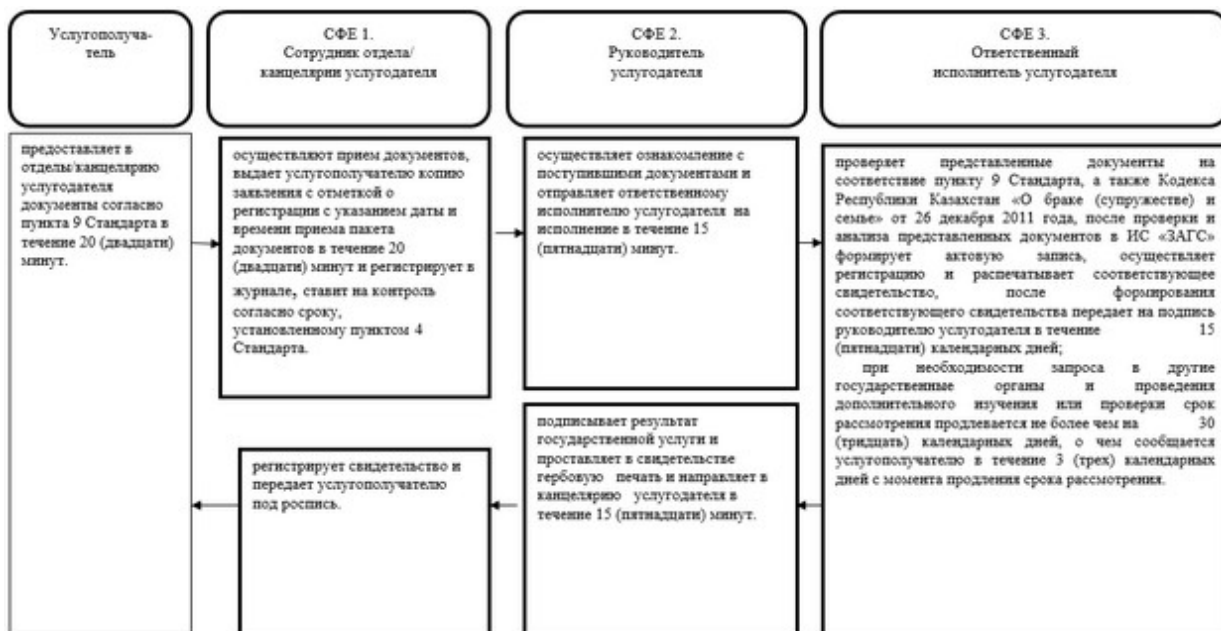 Услугополуча-
тель
СФЕ 1.
Сотрудник отдела/
канцелярии услугодателя
СФЕ 2.
Руководитель
услугодателя
СФЕ 3.
Ответственный
исполнитель услугодателя
предоставляет в
отделы/канцелярию
услугодателя
документы согласно
пункта 9 Стандарта в
течение 20 (двадцати)
минут.
осуществляют прием документов,
выдает услугополучателю копию
заявления с отметкой о
регистрации с указанием даты и
времени приема пакета
документов в течение 20
(двадцати) минут и регистрирует в
журнале, ставит на контроль
согласно сроку,
установленному пунктом 4
Стандарта.
осуществляет ознакомление с
поступившими документами и
отправляет ответственному
исполнителю услугодателя на
исполнение в течение 15
(пятнадцати) минут.
проверяет представленные документы на
соответствие пункту 9 Стандарта, а также Кодекса
Республики Казахстан «О браке (супружестве) и
семье» от 26 декабря 2011 года, после проверки и
анализа представленных документов в ИС «ЗАГС»
формирует актовую запись, осуществляет
регистрацию и распечатывает соответствующее
свидетельство, после формирования
соответствующего свидетельства передает на подпись
руководителю услугодателя в течение 15
(пятнадцати) календарных дней;
при необходимости запроса в другие
государственные органы и проведения
дополнительного изучения или проверки срок
рассмотрения продлевается не более чем на 30
(тридцать) календарных дней, о чем сообщается
услугополучателю в течение 3 (трех) календарных
дней с момента продления срока рассмотрения.
подписывает результат
государственной услуги и
проставляет в свидетельстве
гербовую печать и направляет в
канцелярию услугодателя в
течение 15 (пятнадцати) минут.
регистрирует свидетельство и
передает услугополучателю
под роспись.